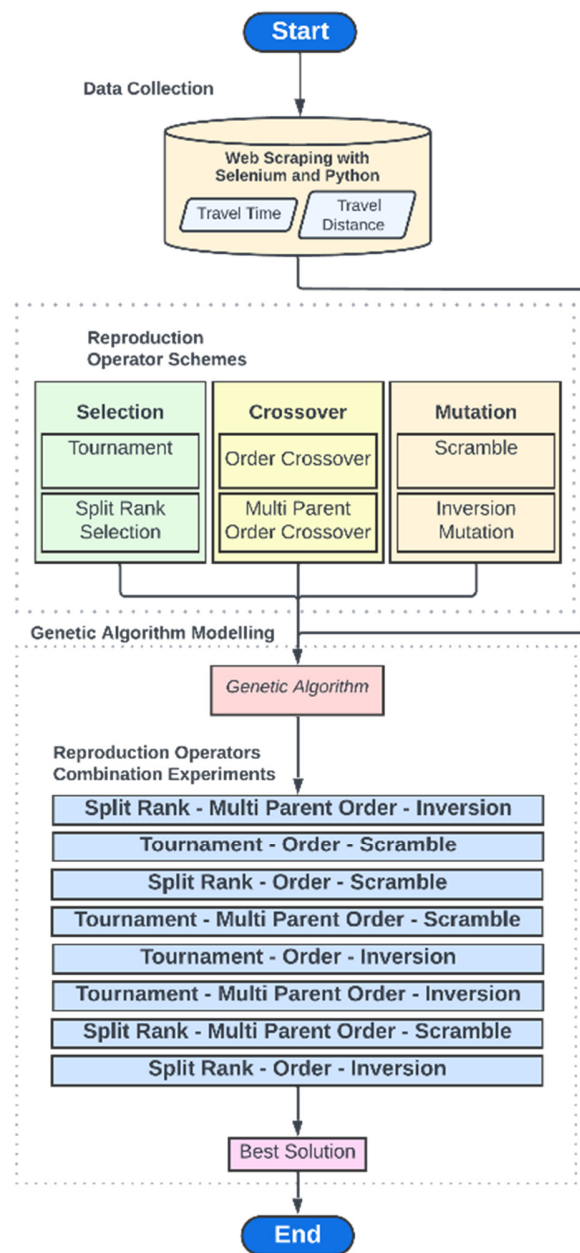 Start
Data Collection
Web Scraping with
Selenium and Python
Travel Time
Travel
Distance
Reproduction
Operator Schemes
Selection
Tournament
Split Rank
Selection
Crossover
Order Crossover
Multi Parent
Order Crossover
Mutation
Scramble
Inversion
Mutation
Genetic Algorithm Modelling
Genetic Algorithm
Reproduction Operators
Combination Experiments
Split Rank - Multi Parent Order - Inversion
Tournament - Order - Scramble
Split Rank - Order - Scramble
Tournament - Multi Parent Order - Scramble
Tournament - Order - Inversion
Tournament - Multi Parent Order - Inversion
Split Rank - Multi Parent Order - Scramble
Split Rank - Order - Inversion
Best Solution
End